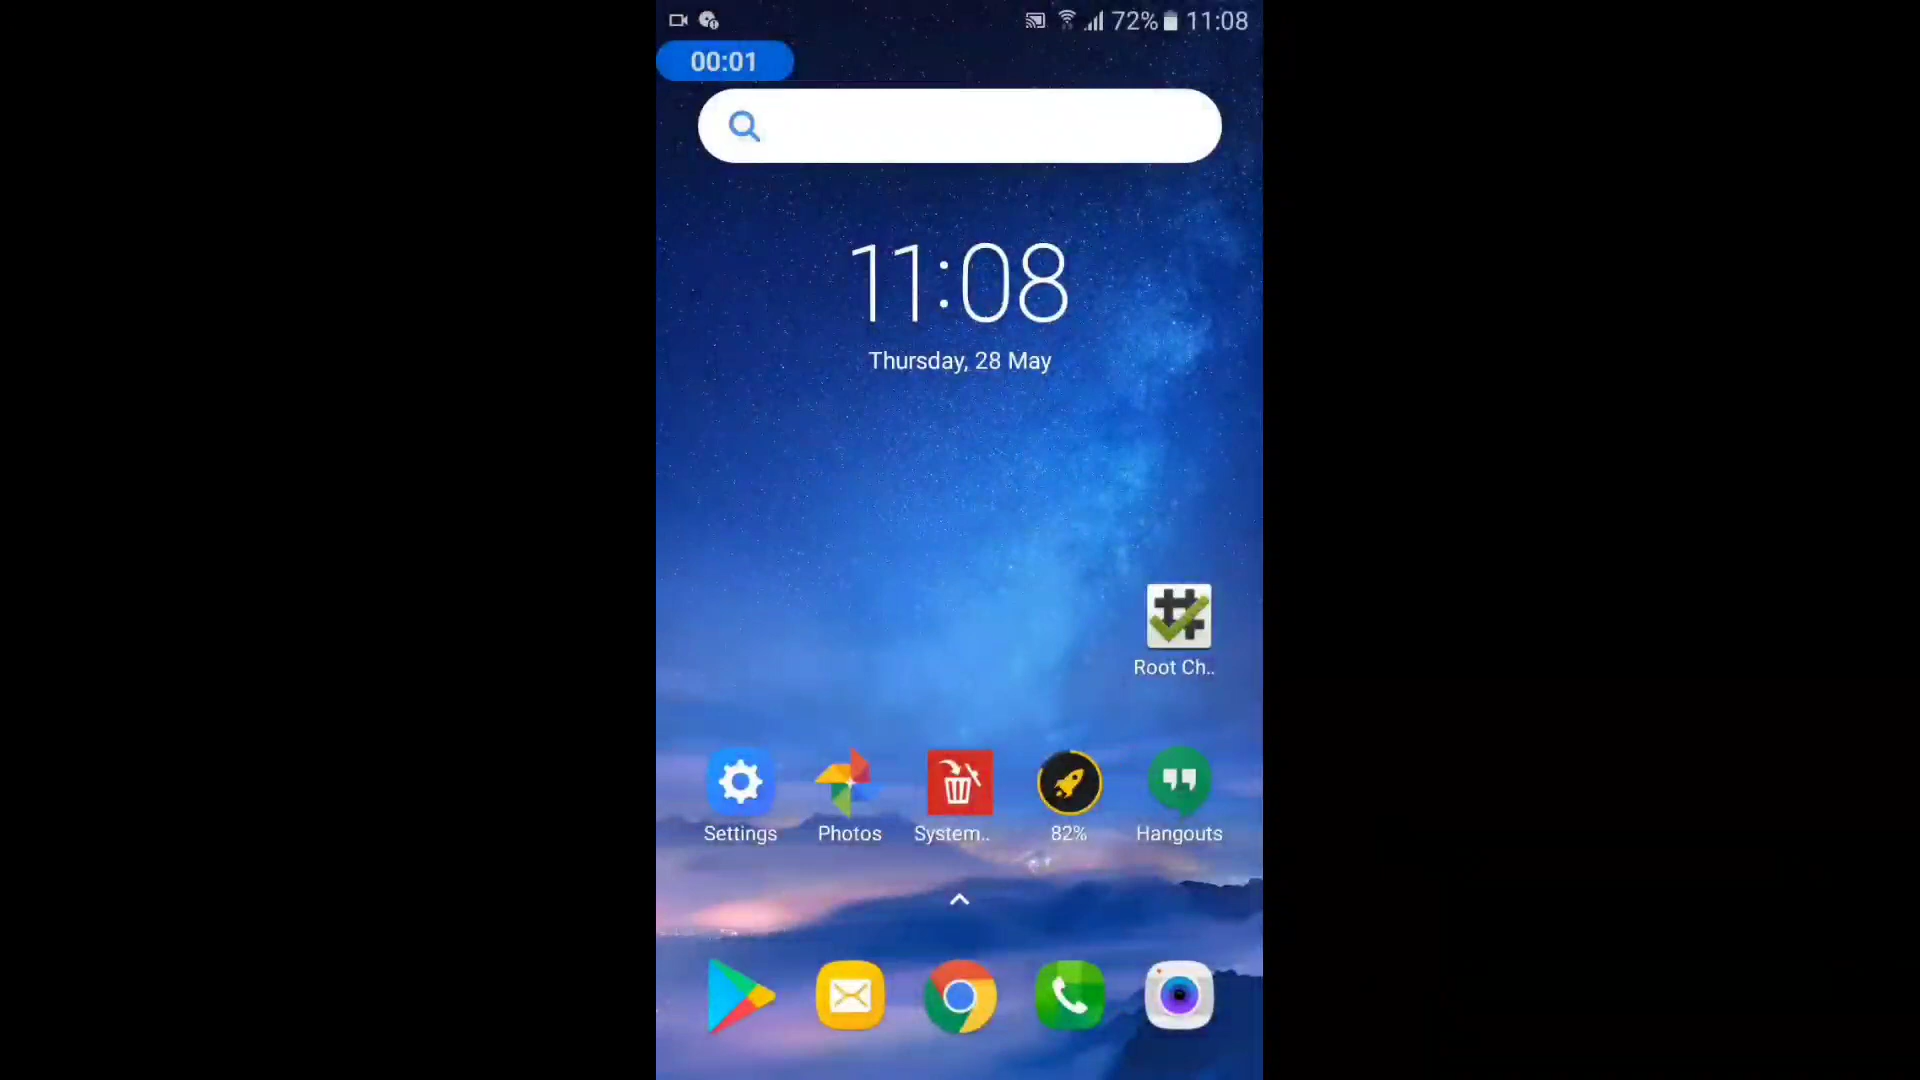 72% 11:08
00:01
11:08
Thursday, 28 May
Root Ch..
Settings Photos System.. 82% Hangouts